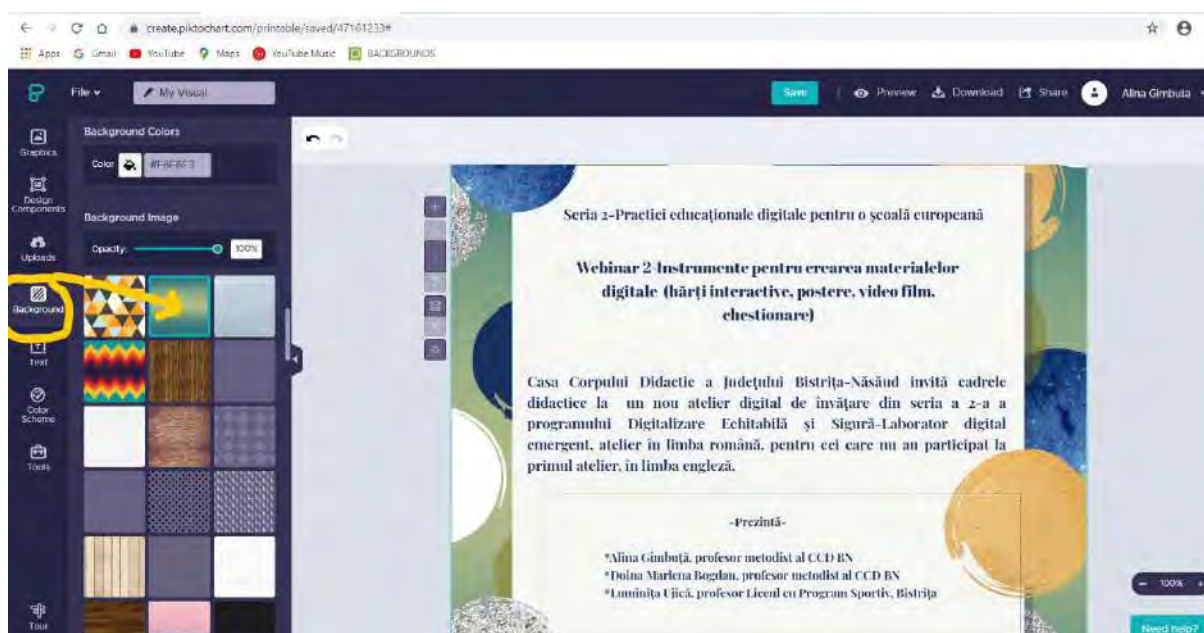 create.piktochart.com/printable/saved/47161233#
Apps Gmail YouTube Maps YouTube Music BACKGROUNDS
File My Visual Save Preview Download Share Alina Gimbuta
Background Colors
Graphics
Color
Design
Components
Background Image
Uploads
Opacity: 100%
Background
Text
Color
Scheme
Tools
Tour
Seria 2-Practici educaționale digitale pentru o școală europeană
Webinar 2-Instrumente pentru crearea materialelor
digitale (hărți interactive, postere, video film,
chestionare)
Casa Corpului Didactic a Județului Bistrița-Năsăud invită cadrele
didactice la un nou atelier digital de învățare din seria a 2-a a
programului Digitalizare Echitabilă și Sigură-Laborator digital
emergent, atelier în limba română, pentru cei care nu au participat la
primul atelier, în limba engleză.
-Prezintă-
*Alina Gimbuță, profesor metodist al CCD BN
*Doina Marlena Bogdan, profesor metodist al CCD BN
*Luminița Ujică, profesor Liceul cu Program Sportiv, Bistrița
- 100% +
Need help?